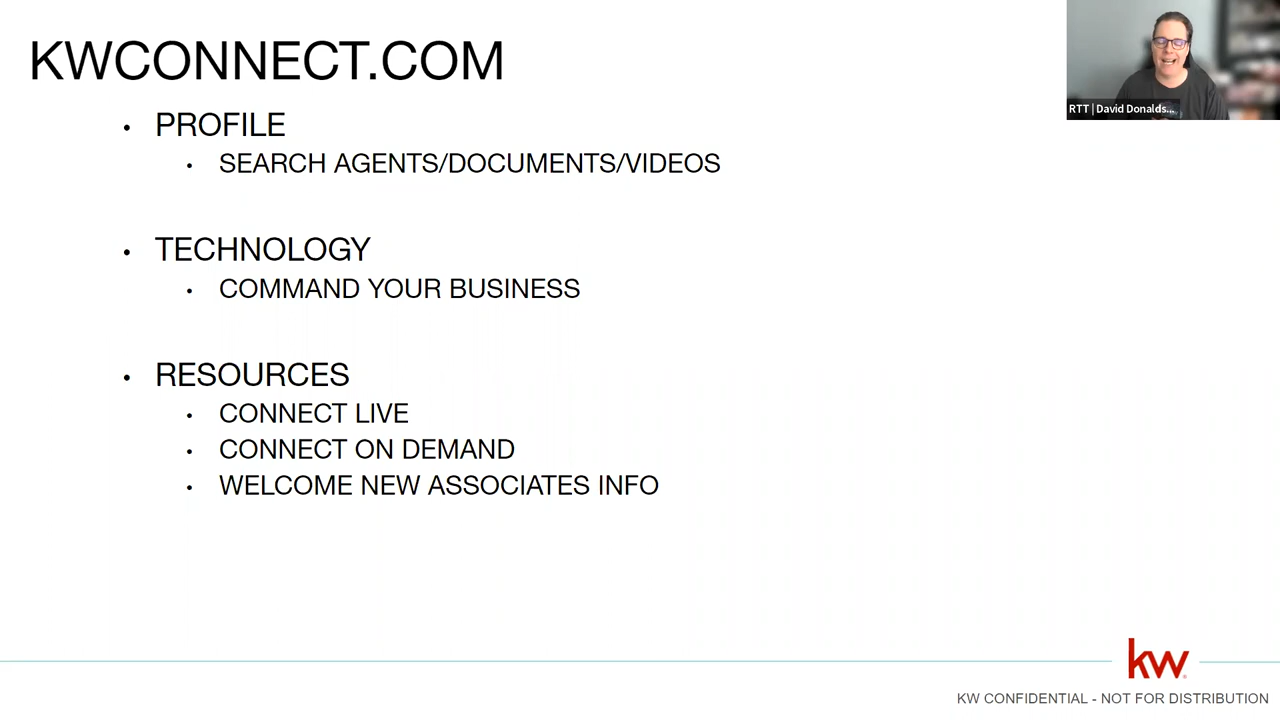 KWCONNECT.COM
RTT | David Donalds...
• PROFILE
• SEARCH AGENTS/DOCUMENTS/VIDEOS
• TECHNOLOGY
• COMMAND YOUR BUSINESS
• RESOURCES
• CONNECT LIVE
• CONNECT ON DEMAND
• WELCOME NEW ASSOCIATES INFO
kw
KW CONFIDENTIAL - NOT FOR DISTRIBUTION